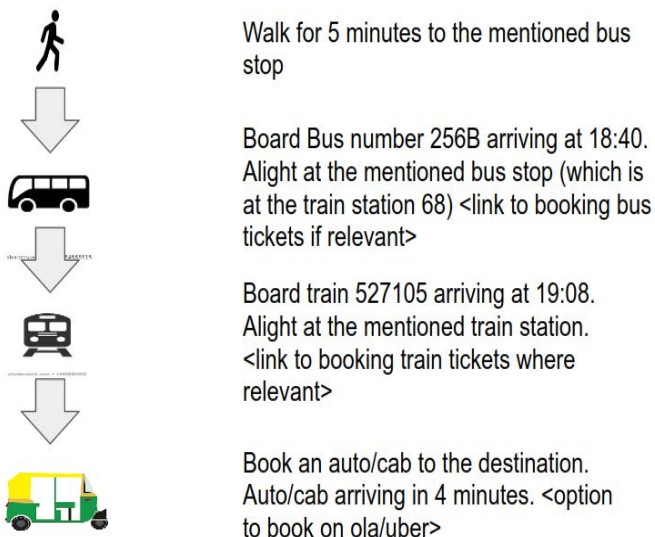 Walk for 5 minutes to the mentioned bus
stop
Board Bus number 256B arriving at 18:40.
Alight at the mentioned bus stop (which is
at the train station 68) <link to booking bus
tickets if relevant>
Board train 527105 arriving at 19:08.
Alight at the mentioned train station.
<link to booking train tickets where
relevant>
Book an auto/cab to the destination.
Auto/cab arriving in 4 minutes. <option
to book on ola/uber>